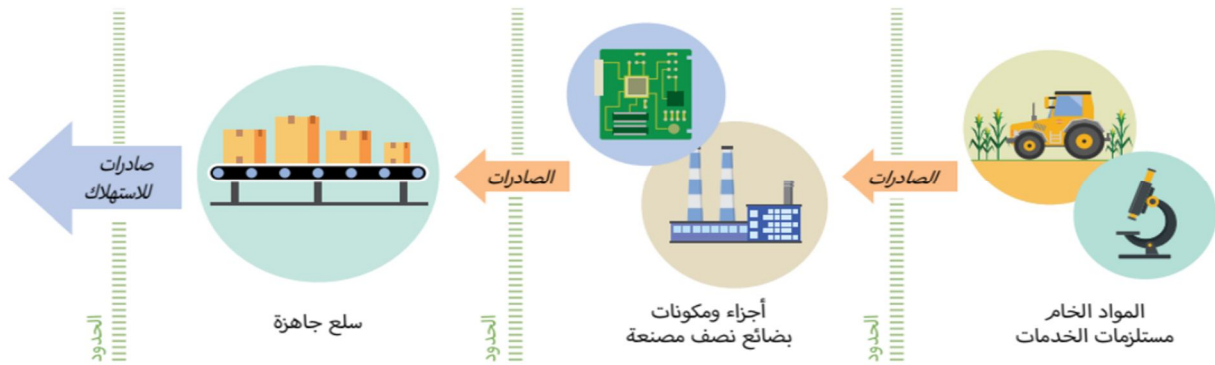 الصادرات
الصادرات
صادرات
للاستهلاك
المواد الخام
مستلزمات الخدمات
الحدود
أجزاء ومكونات
بضائع نصف مصنعة
الحدود
سلع جاهزة
الحدود